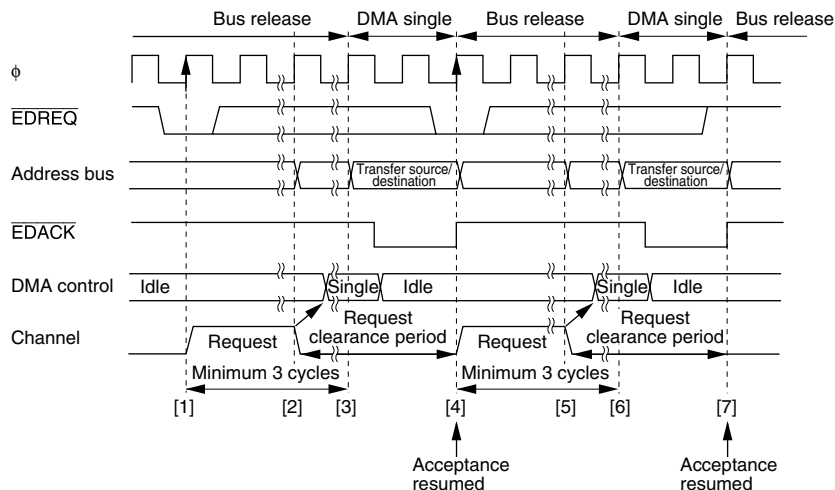 Bus release DMA single Bus release DMA single Bus release
ϕ
EDREQ
Address bus Transfer source/ destination Transfer source/ destination
EDACK
DMA control Idle Single Idle Single Idle
Channel Request Request clearance period Request Request clearance period
Minimum 3 cycles Minimum 3 cycles
[1] [2] [3] [4] [5] [6] [7]
Acceptance resumed Acceptance resumed